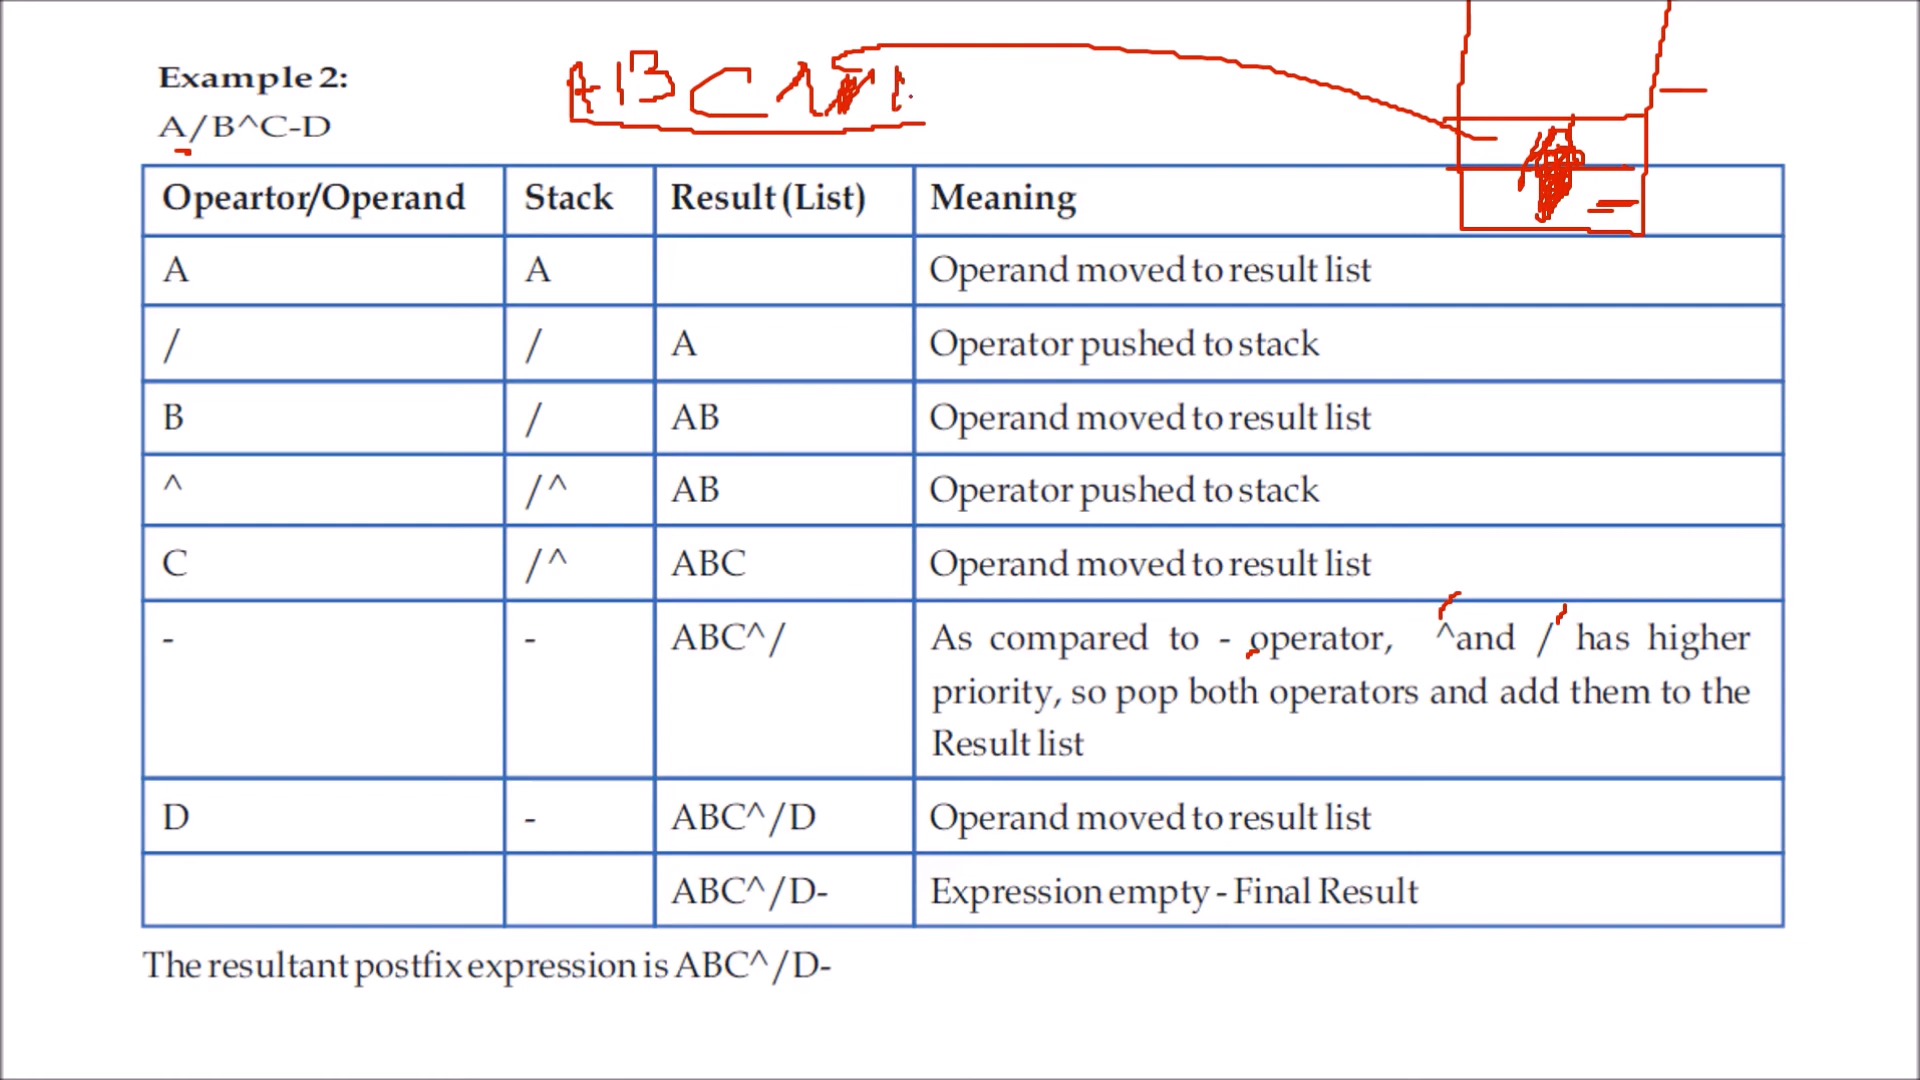 Example 2:
A/B^C-D
ABC^
Opeartor/Operand Stack Result (List) Meaning
A A Operand moved to result list
/ / A Operator pushed to stack
B / AB Operand moved to result list
^ /^ AB Operator pushed to stack
C /^ ABC Operand moved to result list
- - ABC^/ As compared to - operator, ^and / has higher
priority, so pop both operators and add them to the
Result list
D - ABC^/D Operand moved to result list
ABC^/D- Expression empty - Final Result
The resultant postfix expression is ABC^/D-